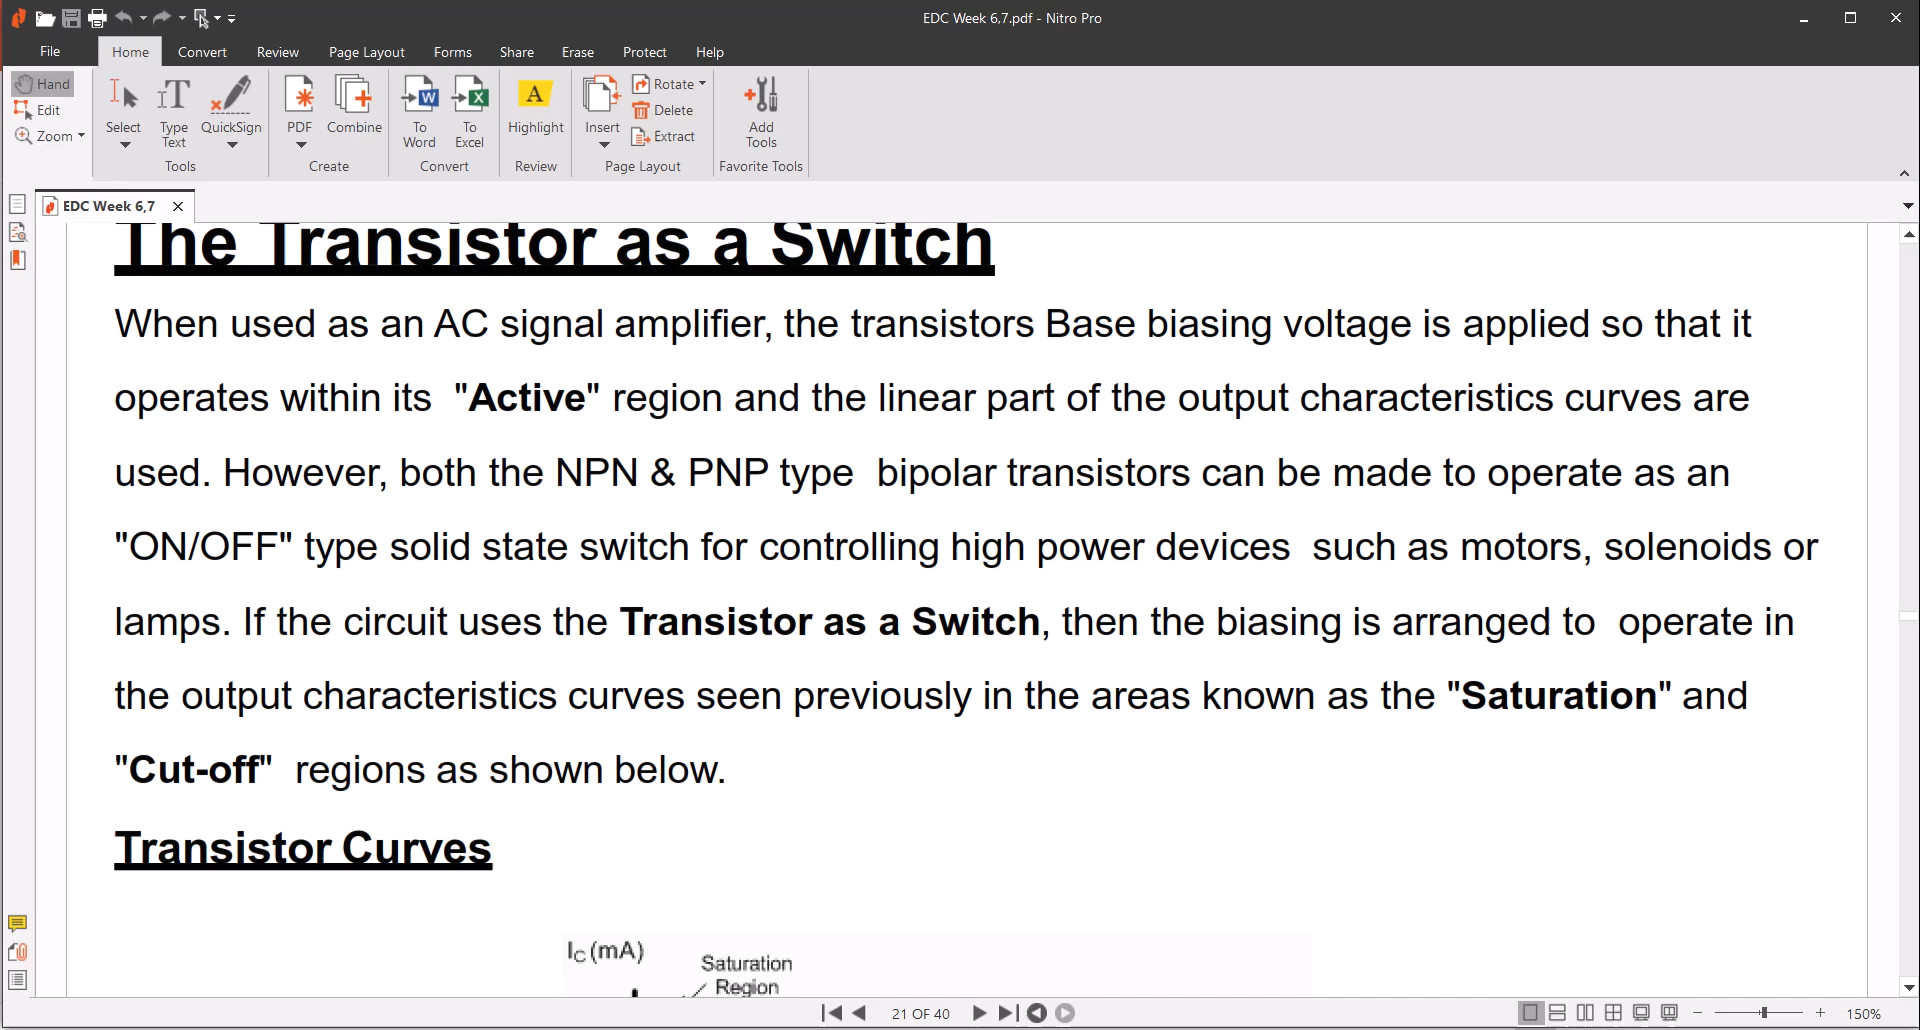 EDC Week 6,7.pdf - Nitro Pro
File Home Convert Review Page Layout Forms Share Erase Protect Help
Hand
Edit
Zoom
Select
Type Text
QuickSign
Tools
PDF
Combine
Create
To Word
To Excel
Convert
Highlight
Review
Insert
Rotate
Delete
Extract
Page Layout
Add Tools
Favorite Tools
EDC Week 6,7
The Transistor as a Switch
When used as an AC signal amplifier, the transistors Base biasing voltage is applied so that it
operates within its "Active" region and the linear part of the output characteristics curves are
used. However, both the NPN & PNP type bipolar transistors can be made to operate as an
"ON/OFF" type solid state switch for controlling high power devices such as motors, solenoids or
lamps. If the circuit uses the Transistor as a Switch, then the biasing is arranged to operate in
the output characteristics curves seen previously in the areas known as the "Saturation" and
"Cut-off" regions as shown below.
Transistor Curves
IC (mA)
Saturation
Region
21 OF 40
150%